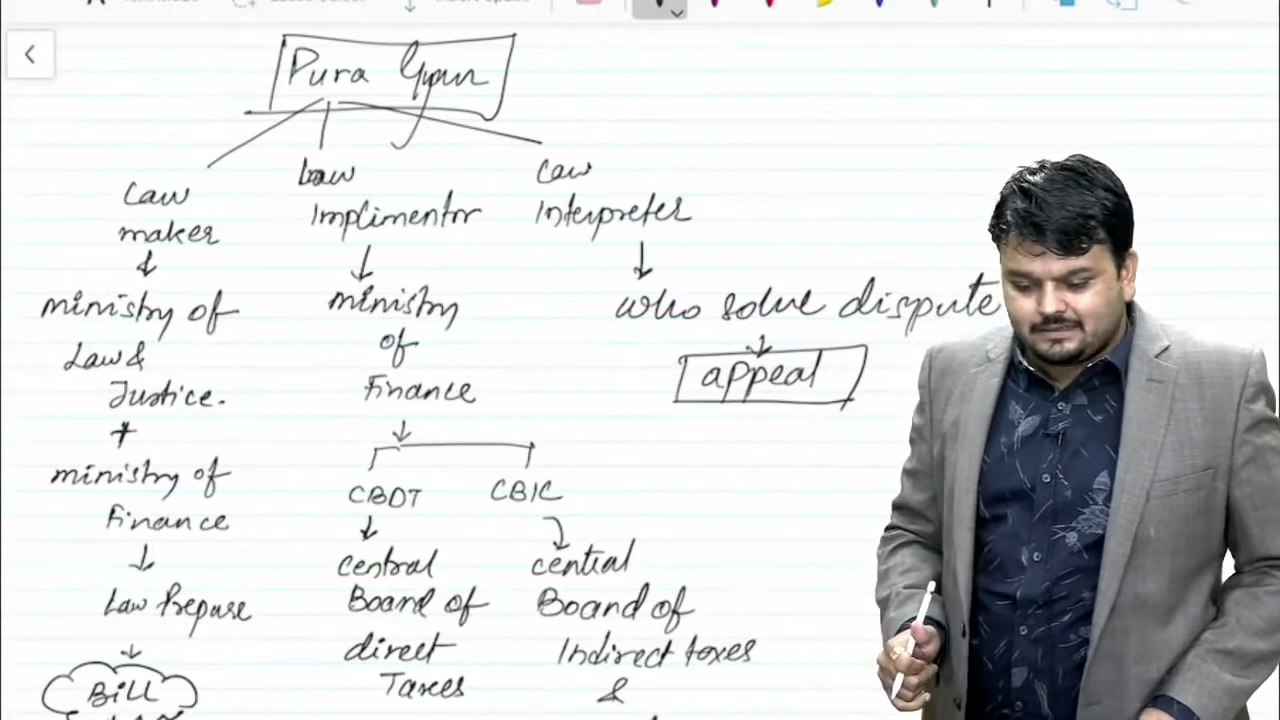 Pura Gyan
Law
maker
ministry of
Law &
Justice.
+
ministry of
Finance
Law Prepare
Bill
Law
Implimentor
ministry
of
Finance
CBDT
central
Board of
direct
Taxes
CBIC
central
Board of
Indirect taxes
&
Law
Interpreter
who solve dispute
appeal